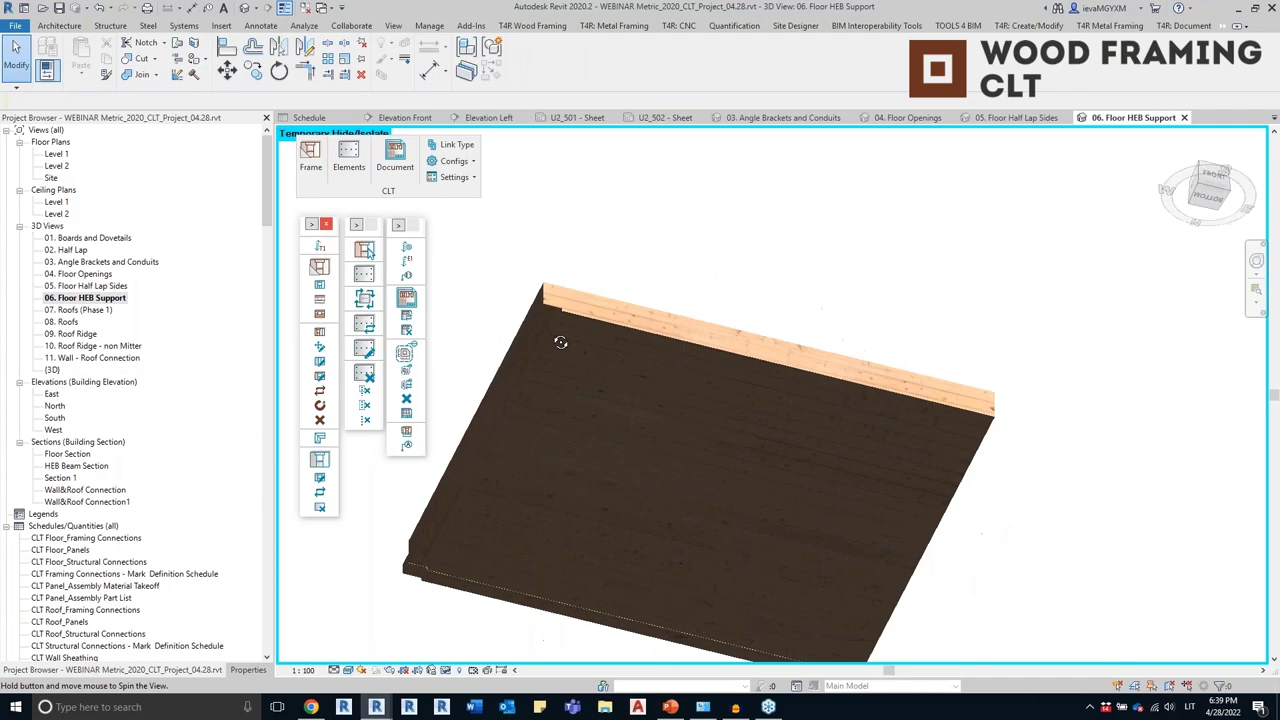 Autodesk Revit 2020.2 - WEBINAR Metric_2020_CLT_Project_04.28.rvt - 3D View: 06. Floor HEB Support
ievaMGYXM
File Architecture Structure Steel Systems Insert Annotate Analyze Collaborate View Manage Add-Ins T4R Wood Framing T4R: Metal Framing T4R: CNC Quantification Site Designer BIM Interoperability Tools TOOLS 4 BIM T4R: Create/Modify T4R Metal Framing T4R: Document
Modify
Paste
Notch
Cut
Join
WOOD FRAMING
CLT
Project Browser - WEBINAR Metric_2020_CLT_Project_04.28.rvt
Schedule
Elevation Front
Elevation Left
U2_501 - Sheet
U2_502 - Sheet
03. Angle Brackets and Conduits
04. Floor Openings
05. Floor Half Lap Sides
06. Floor HEB Support
Temporary Hide/Isolate
Frame
Elements
Document
Link Type
Configs
Settings
CLT
FRONT
BOTTOM
W
S
Views (all)
Floor Plans
Level 1
Level 2
Site
Ceiling Plans
Level 1
Level 2
3D Views
01. Boards and Dovetails
02. Half Lap
03. Angle Brackets and Conduits
04. Floor Openings
05. Floor Half Lap Sides
06. Floor HEB Support
07. Roofs (Phase 1)
08. Roofs
09. Roof Ridge
10. Roof Ridge - non Mitter
11. Wall - Roof Connection
{3D}
Elevations (Building Elevation)
East
North
South
West
Sections (Building Section)
Floor Section
HEB Beam Section
Section 1
Wall&Roof Connection
Wall&Roof Connection1
Legends
Schedules/Quantities (all)
CLT Floor_Framing Connections
CLT Floor_Panels
CLT Floor_Structural Connections
CLT Framing Connections - Mark Definition Schedule
CLT Panel_Assembly Material Takeoff
CLT Panel_Assembly Part List
CLT Roof_Framing Connections
CLT Roof_Panels
CLT Roof_Structural Connections
CLT Wall Sheathing
Project Browser - WEBINAR Metric_2020_CLT_Project_04.28.rvt
Properties
1 : 100
Hold button and move mouse to Spin the View.
:0
Main Model
:0
Type here to search
LIT
6:39 PM
4/28/2022